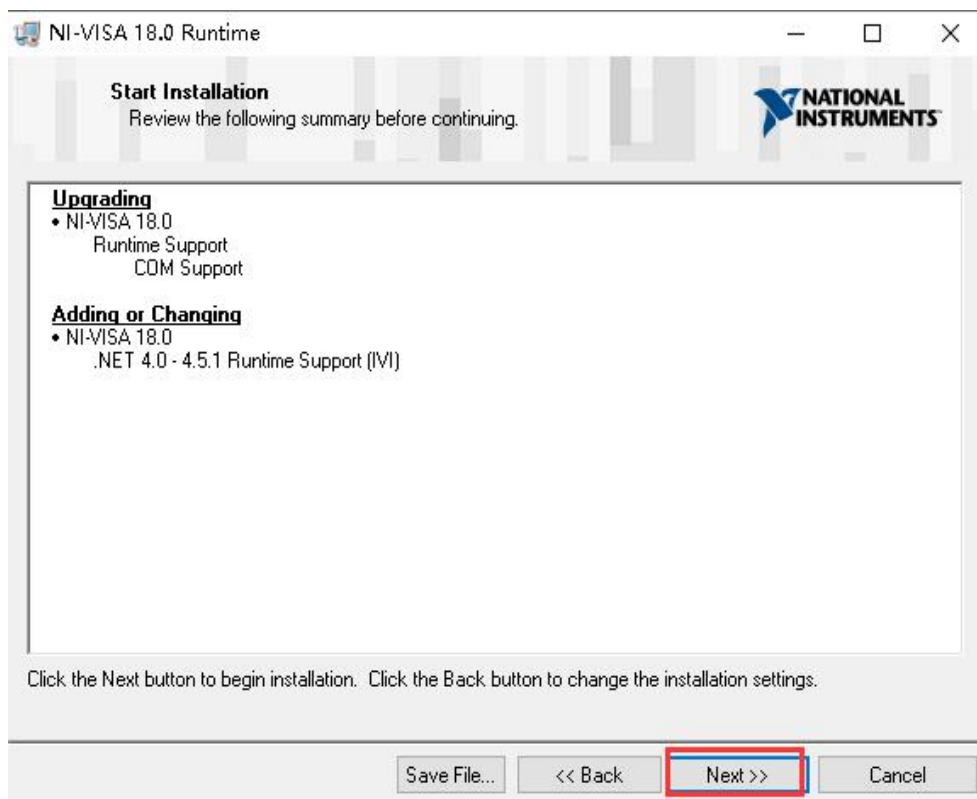 NI-VISA 18.0 Runtime
Start Installation
Review the following summary before continuing.
NATIONAL
INSTRUMENTS
Upgrading
• NI-VISA 18.0
Runtime Support
COM Support
Adding or Changing
• NI-VISA 18.0
.NET 4.0 - 4.5.1 Runtime Support (IVI)
Click the Next button to begin installation. Click the Back button to change the installation settings.
Save File...
<< Back
Next >>
Cancel